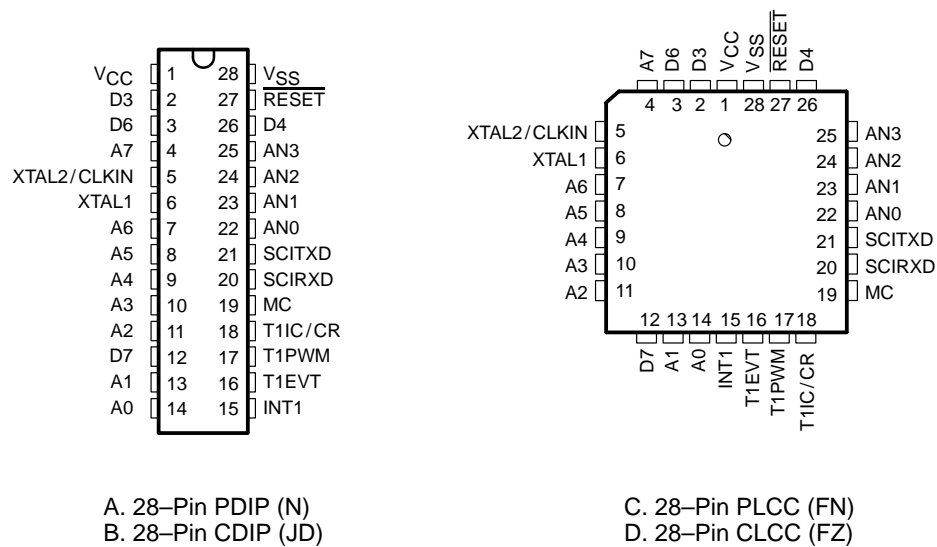 VCC 1 28 VSS
D3 2 27 RESET
D6 3 26 D4
A7 4 25 AN3
XTAL2/CLKIN 5 24 AN2
XTAL1 6 23 AN1
A6 7 22 AN0
A5 8 21 SCITXD
A4 9 20 SCIRXD
A3 10 19 MC
A2 11 18 T1IC/CR
D7 12 17 T1PWM
A1 13 16 T1EVT
A0 14 15 INT1
A. 28–Pin PDIP (N)
B. 28–Pin CDIP (JD)
A7 D6 D3 VCC VSS RESET D4
4 3 2 1 28 27 26
XTAL2/CLKIN 5 25 AN3
XTAL1 6 24 AN2
A6 7 23 AN1
A5 8 22 AN0
A4 9 21 SCITXD
A3 10 20 SCIRXD
A2 11 19 MC
12 13 14 15 16 17 18
D7 A1 A0 INT1 T1EVT T1PWM T1IC/CR
C. 28–Pin PLCC (FN)
D. 28–Pin CLCC (FZ)